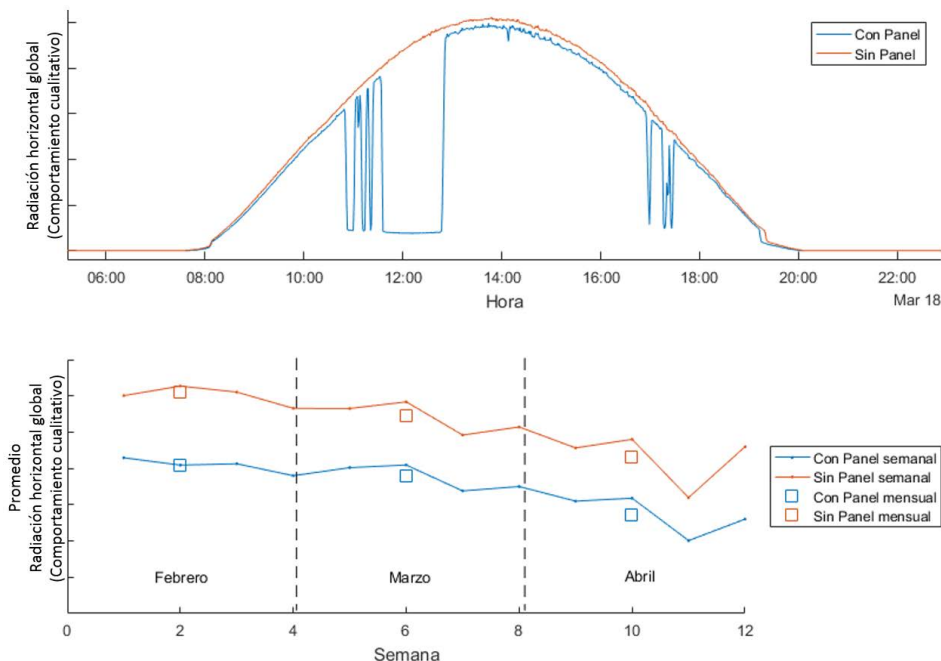 Radiación horizontal global
(Comportamiento cualitativo)
Con Panel
Sin Panel
06:00 08:00 10:00 12:00 14:00 16:00 18:00 20:00 22:00
Hora
Mar 18
Promedio
Radiación horizontal global
(Comportamiento cualitativo)
Con Panel semanal
Sin Panel semanal
Con Panel mensual
Sin Panel mensual
Febrero Marzo Abril
0 2 4 6 8 10 12
Semana